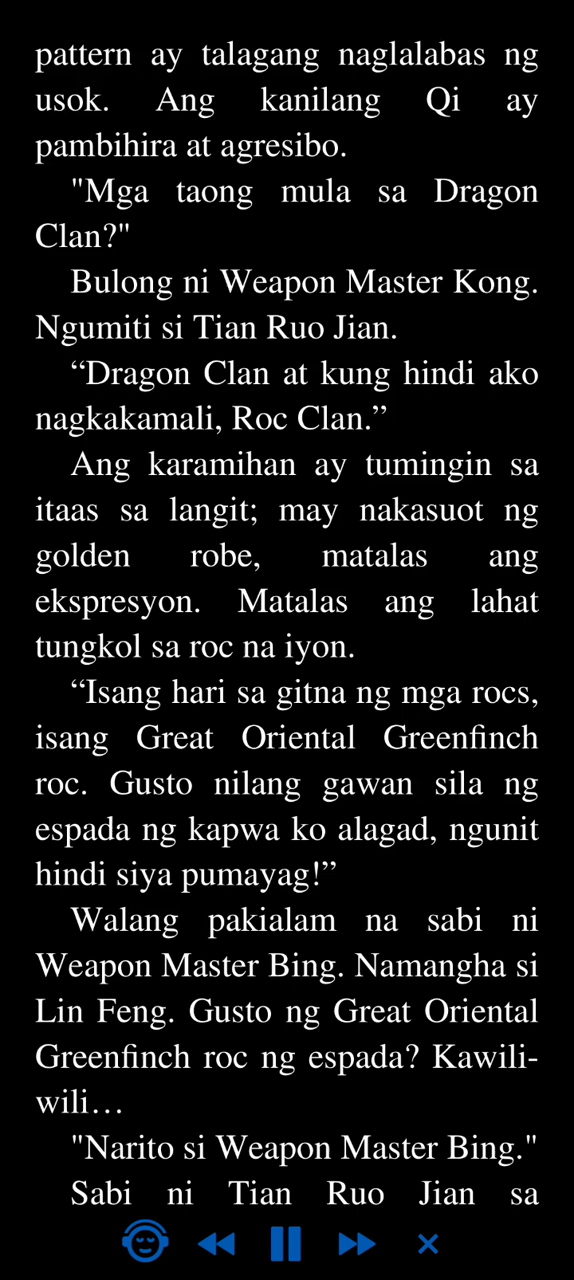 pattern ay talagang naglalabas ng
usok. Ang kanilang Qi ay
pambihira at agresibo.
"Mga taong mula sa Dragon
Clan?"
Bulong ni Weapon Master Kong.
Ngumiti si Tian Ruo Jian.
“Dragon Clan at kung hindi ako
nagkakamali, Roc Clan.”
Ang karamihan ay tumingin sa
itaas sa langit; may nakasuot ng
golden robe, matalas ang
ekspresyon. Matalas ang lahat
tungkol sa roc na iyon.
“Isang hari sa gitna ng mga rocs,
isang Great Oriental Greenfinch
roc. Gusto nilang gawan sila ng
espada ng kapwa ko alagad, ngunit
hindi siya pumayag!”
Walang pakialam na sabi ni
Weapon Master Bing. Namangha si
Lin Feng. Gusto ng Great Oriental
Greenfinch roc ng espada? Kawili-
wili…
"Narito si Weapon Master Bing."
Sabi ni Tian Ruo Jian sa